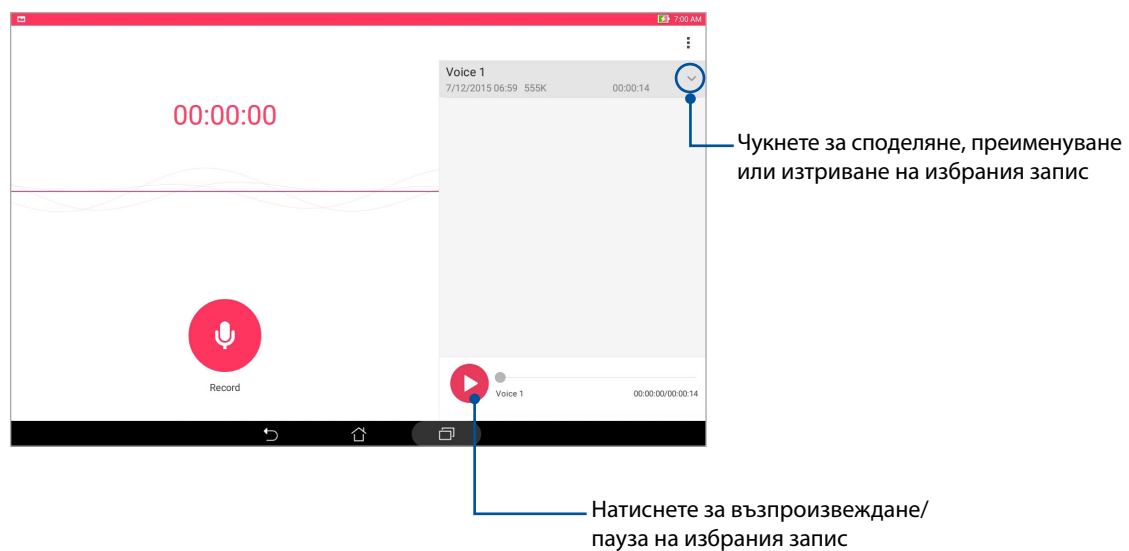 7:00 AM
Voice 1
7/12/2015 06:59 555K 00:00:14
00:00:00
Чукнете за споделяне, преименуване
или изтриване на избрания запис
Record
Voice 1 00:00:00/00:00:14
Натиснете за възпроизвеждане/
пауза на избрания запис